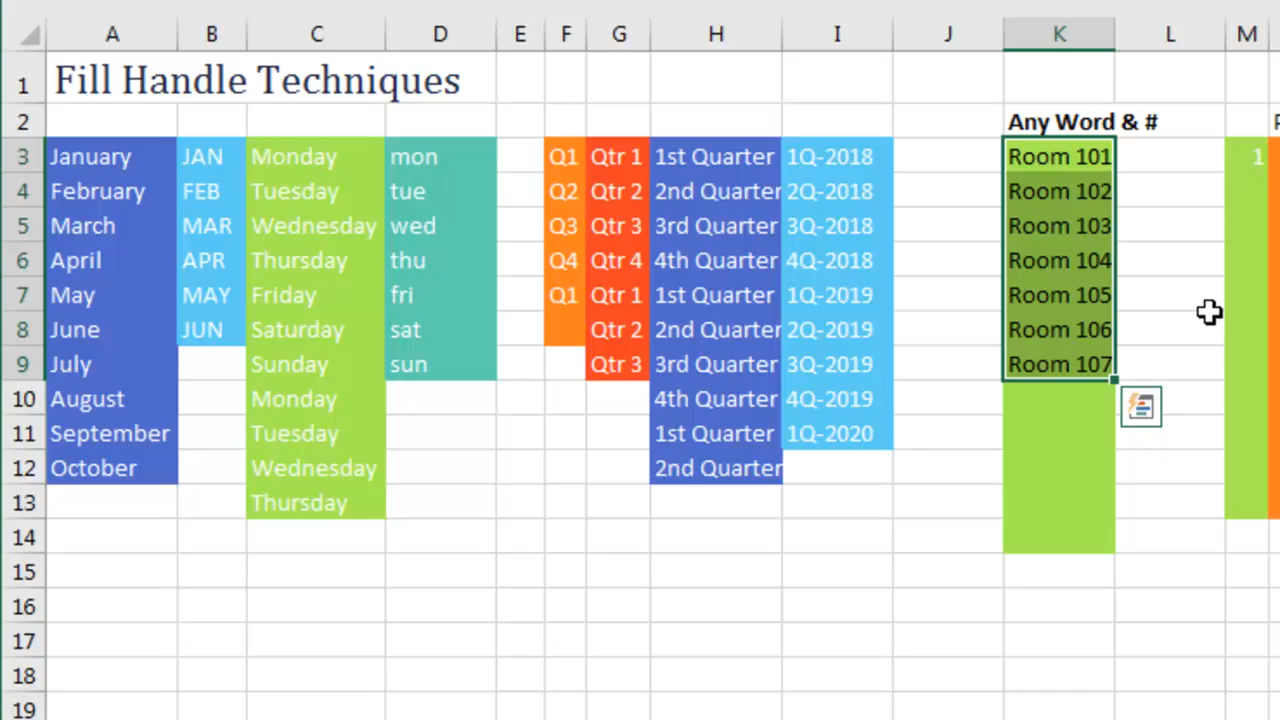 A B C D E F G H I J K L M
1 Fill Handle Techniques
2 Any Word & #
3 January JAN Monday mon Q1 Qtr 1 1st Quarter 1Q-2018 Room 101 1
4 February FEB Tuesday tue Q2 Qtr 2 2nd Quarter 2Q-2018 Room 102
5 March MAR Wednesday wed Q3 Qtr 3 3rd Quarter 3Q-2018 Room 103
6 April APR Thursday thu Q4 Qtr 4 4th Quarter 4Q-2018 Room 104
7 May MAY Friday fri Q1 Qtr 1 1st Quarter 1Q-2019 Room 105
8 June JUN Saturday sat Qtr 2 2nd Quarter 2Q-2019 Room 106
9 July Sunday sun Qtr 3 3rd Quarter 3Q-2019 Room 107
10 August Monday 4th Quarter 4Q-2019
11 September Tuesday 1st Quarter 1Q-2020
12 October Wednesday 2nd Quarter
13 Thursday
14
15
16
17
18
19